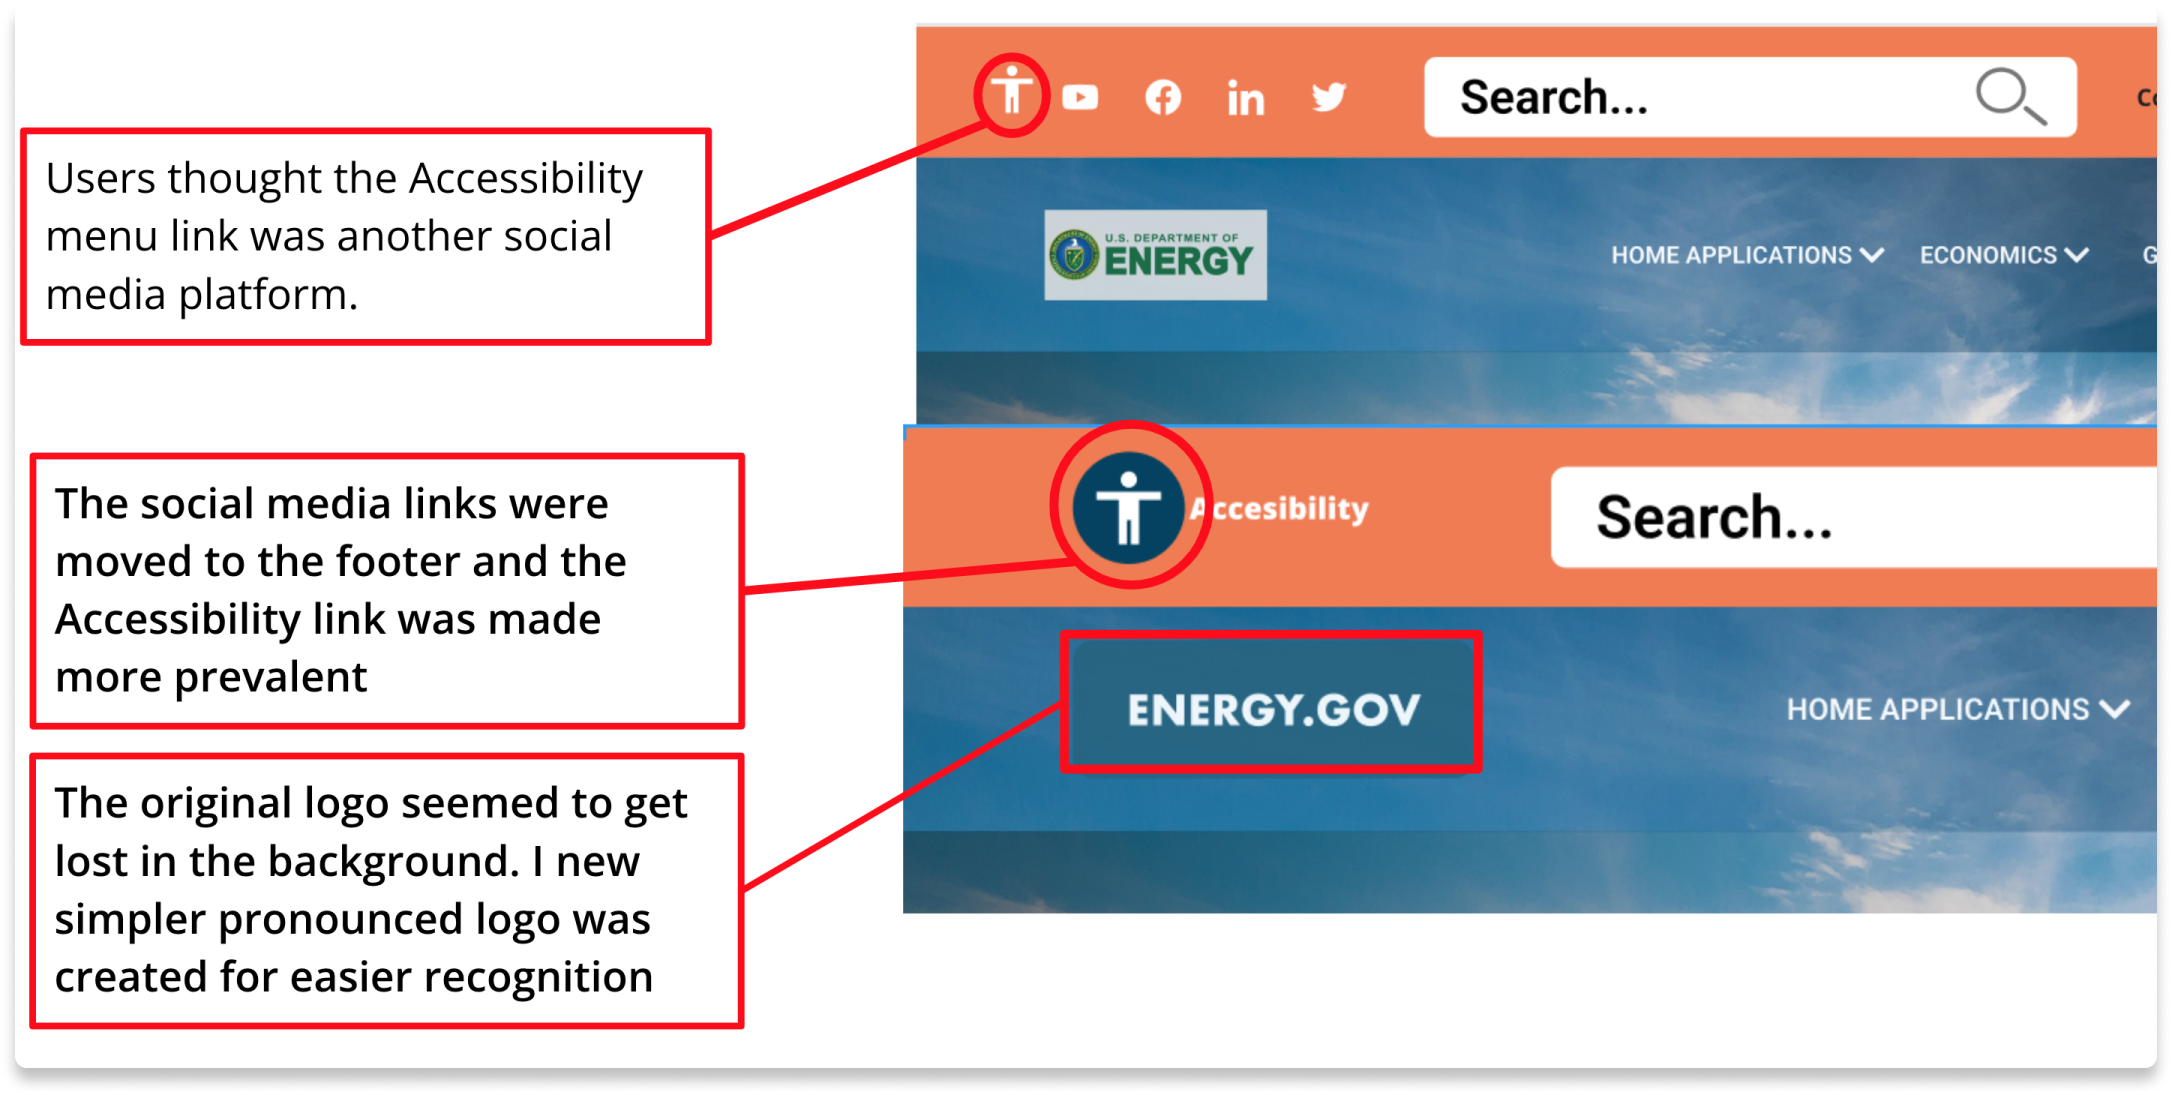 Users thought the Accessibility
menu link was another social
media platform.
The social media links were
moved to the footer and the
Accessibility link was made
more prevalent
The original logo seemed to get
lost in the background. I new
simpler pronounced logo was
created for easier recognition
Search...
U.S. DEPARTMENT OF
ENERGY
HOME APPLICATIONS ECONOMICS G
Accesibility
Search...
ENERGY.GOV
HOME APPLICATIONS